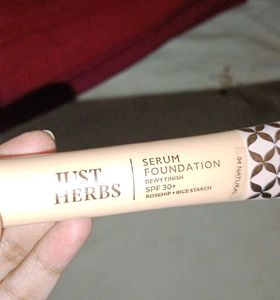 JUST
HERBS
SERUM
FOUNDATION
DEWY FINISH
SPF 30+
ROSEHIP + RICE STARCH
04 NATURAL